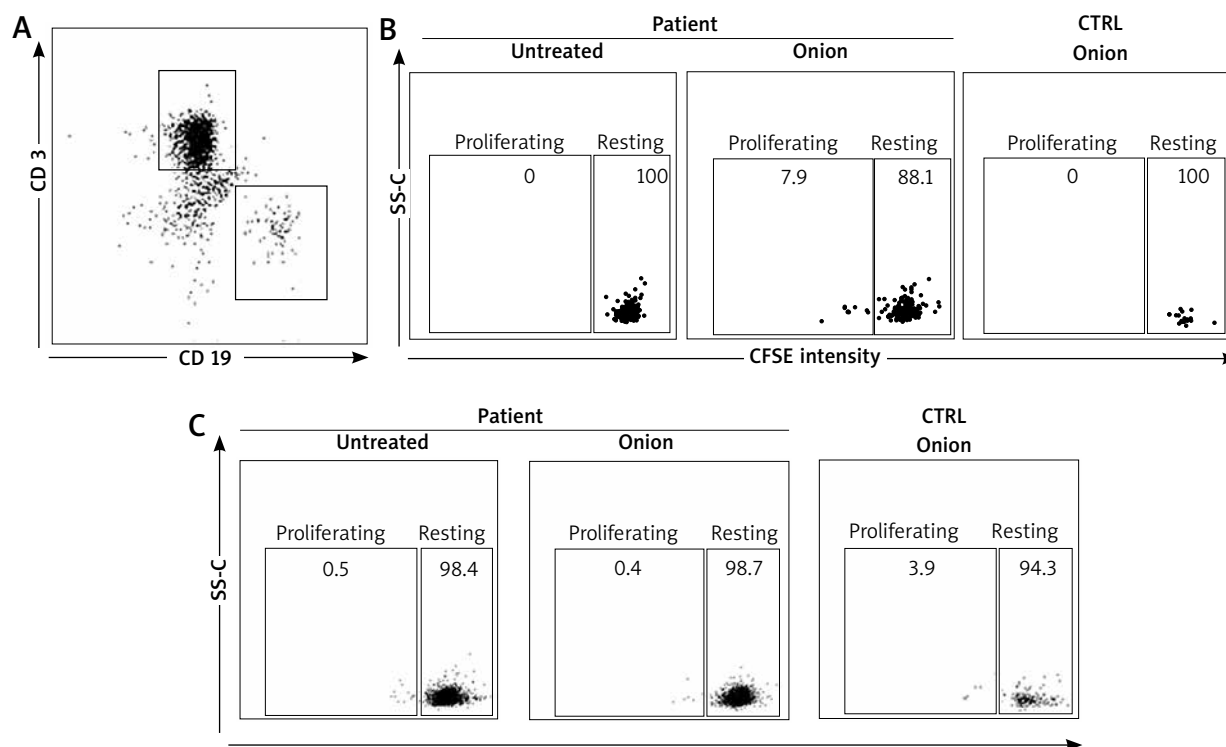 A
CD 3
CD 19
B
Patient
CTRL
Untreated
Onion
Onion
SS-C
Proliferating
Resting
0
100
Proliferating
Resting
7.9
88.1
Proliferating
Resting
0
100
CFSE intensity
C
Patient
CTRL
Untreated
Onion
Onion
SS-C
Proliferating
Resting
0.5
98.4
Proliferating
Resting
0.4
98.7
Proliferating
Resting
3.9
94.3